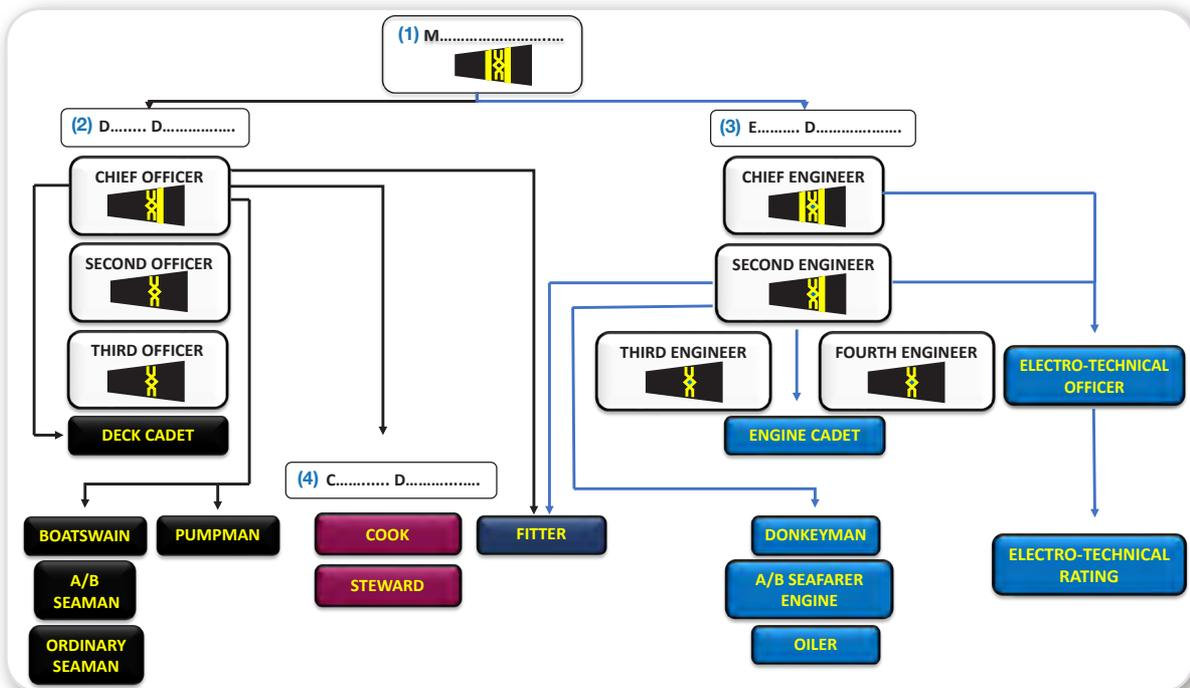 (1) M...........................
(2) D........ D.................
(3) E.......... D....................
CHIEF OFFICER
CHIEF ENGINEER
SECOND OFFICER
SECOND ENGINEER
THIRD OFFICER
THIRD ENGINEER
FOURTH ENGINEER
ELECTRO-TECHNICAL
OFFICER
DECK CADET
ENGINE CADET
(4) C............ D.................
BOATSWAIN
PUMPMAN
COOK
FITTER
DONKEYMAN
ELECTRO-TECHNICAL
RATING
A/B
SEAMAN
STEWARD
A/B SEAFARER
ENGINE
ORDINARY
SEAMAN
OILER